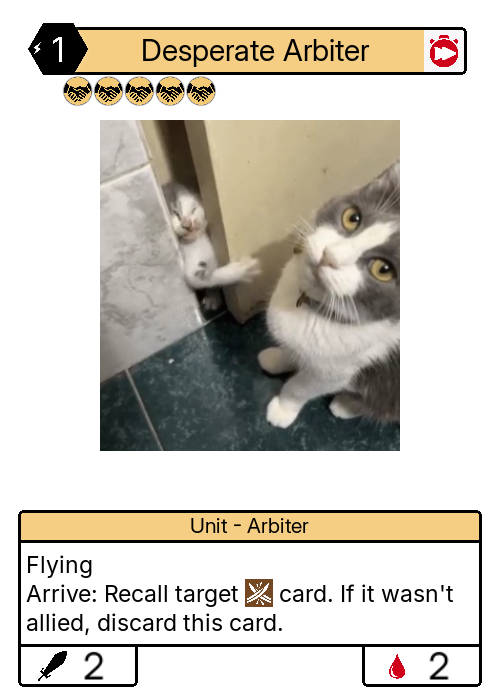 1
Desperate Arbiter
Unit - Arbiter
Flying
Arrive: Recall target card. If it wasn't
allied, discard this card.
2
2